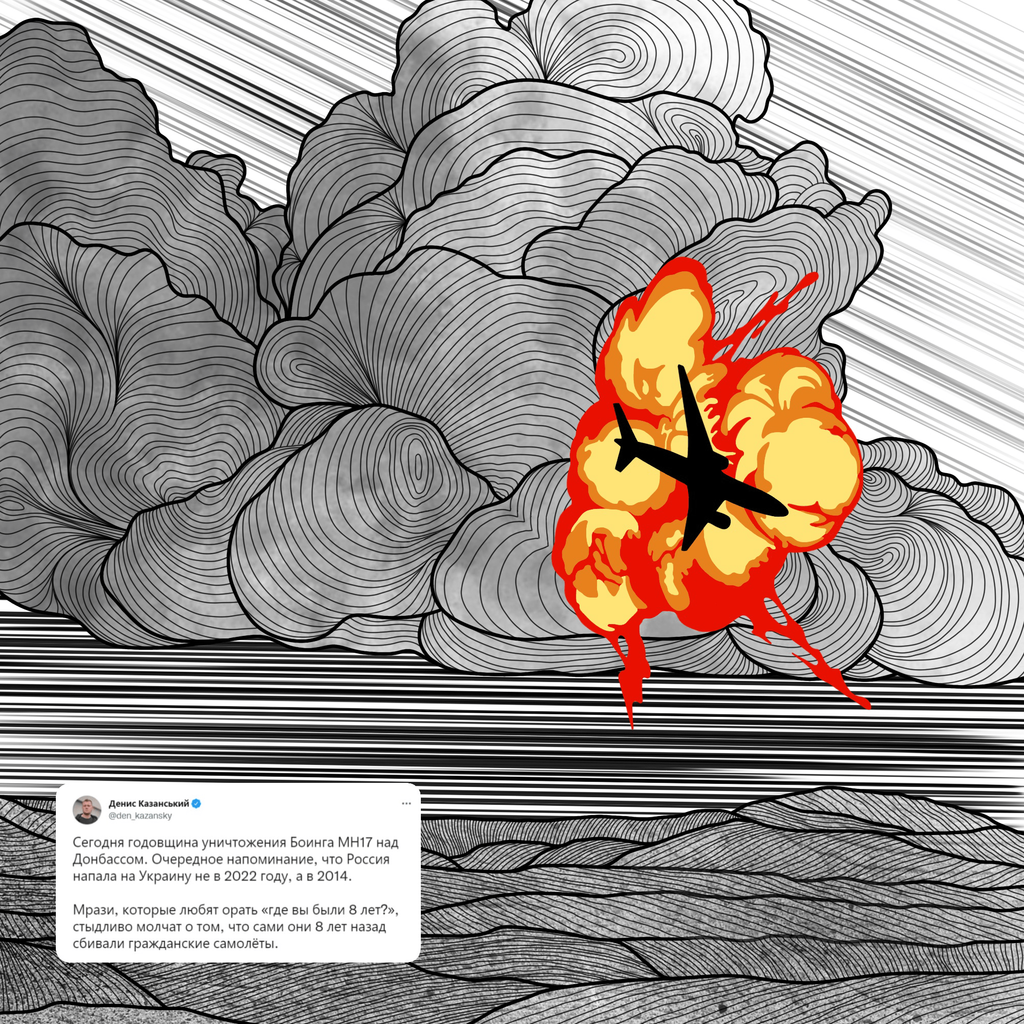 Денис Казанський
@den_kazansky
Сегодня годовщина уничтожения Боинга МН17 над
Донбассом. Очередное напоминание, что Россия
напала на Украину не в 2022 году, а в 2014.
Мрази, которые любят орать «где вы были 8 лет?»,
стыдливо молчат о том, что сами они 8 лет назад
сбивали гражданские самолёты.